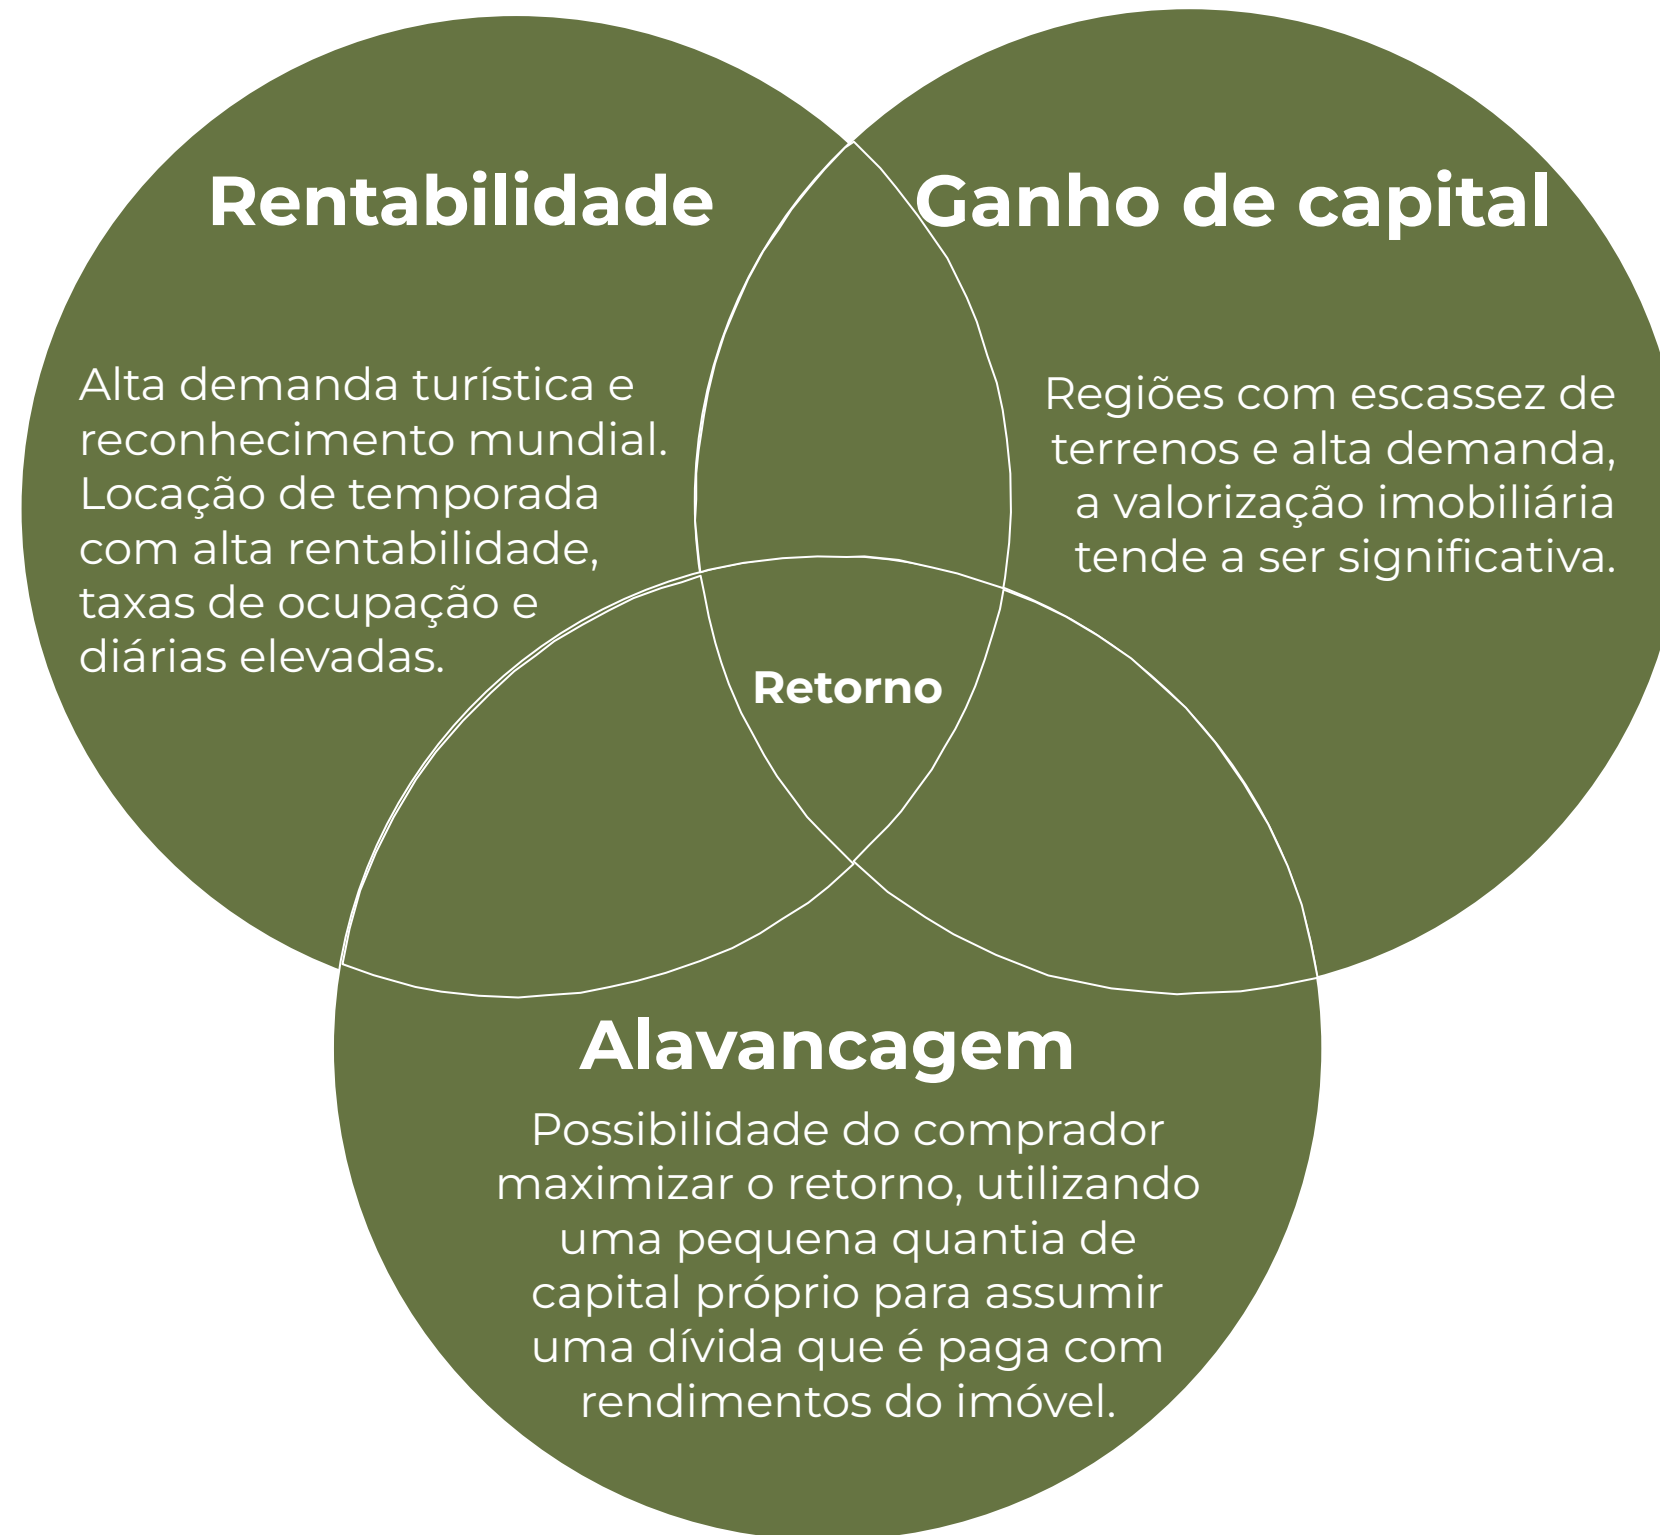 Rentabilidade
Alta demanda turística e
reconhecimento mundial.
Locação de temporada
com alta rentabilidade,
taxas de ocupação e
diárias elevadas.
Ganho de capital
Regiões com escassez de
terrenos e alta demanda,
a valorização imobiliária
tende a ser significativa.
Retorno
Alavancagem
Possibilidade do comprador
maximizar o retorno, utilizando
uma pequena quantia de
capital próprio para assumir
uma dívida que é paga com
rendimentos do imóvel.